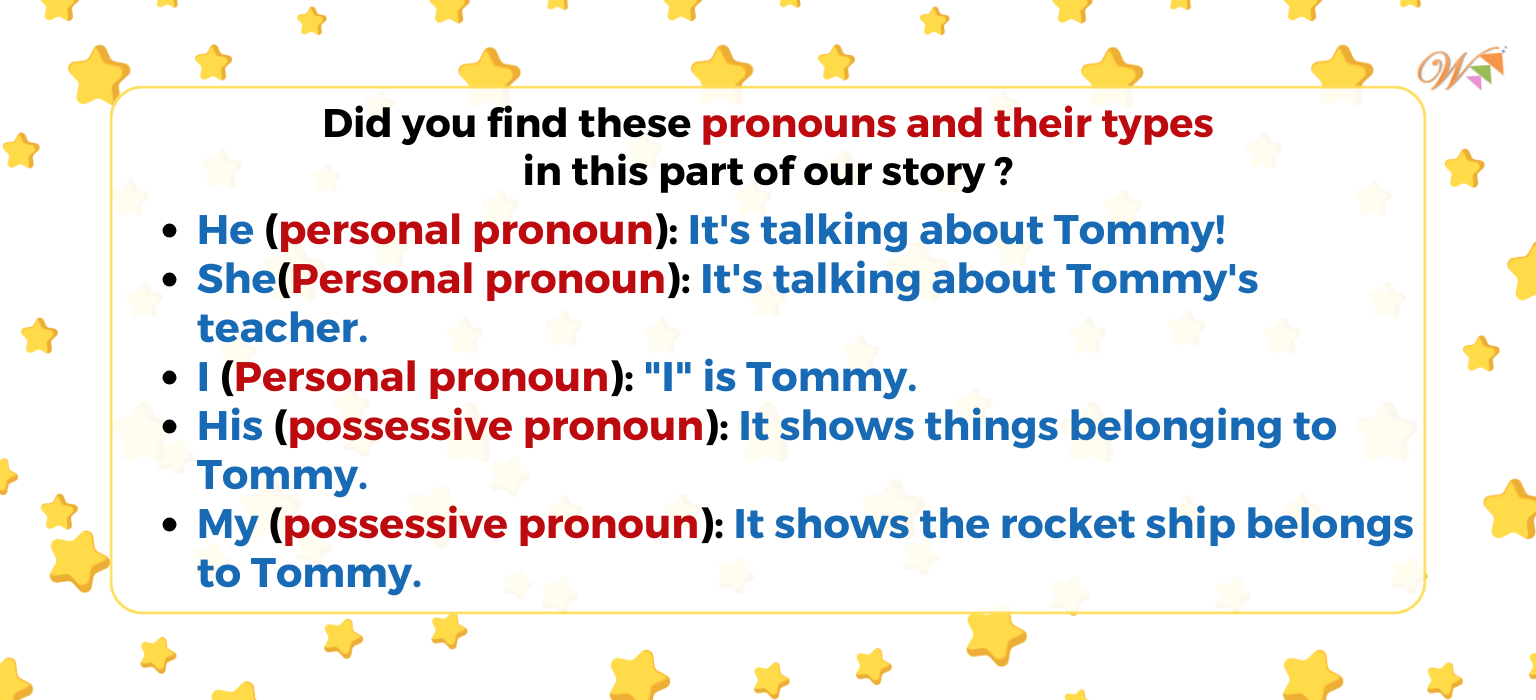 Did you find these pronouns and their types
in this part of our story ?
• He (personal pronoun): It's talking about Tommy!
• She(Personal pronoun): It's talking about Tommy's
teacher.
• I (Personal pronoun): "I" is Tommy.
• His (possessive pronoun): It shows things belonging to
Tommy.
• My (possessive pronoun): It shows the rocket ship belongs
to Tommy.
W